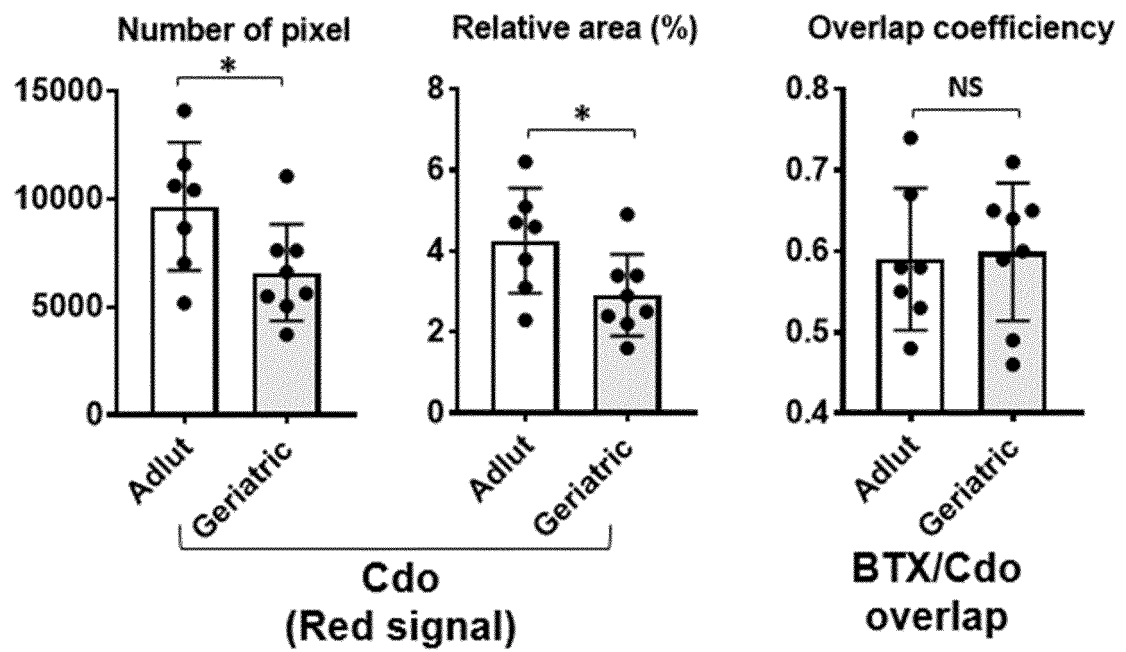 Number of pixel
Relative area (%)
Overlap coefficiency
*
*
NS
15000
10000
5000
0
8
6
4
2
0
0.8
0.7
0.6
0.5
0.4
Adlut
Geriatric
Adlut
Geriatric
Adlut
Geriatric
Cdo
(Red signal)
BTX/Cdo
overlap